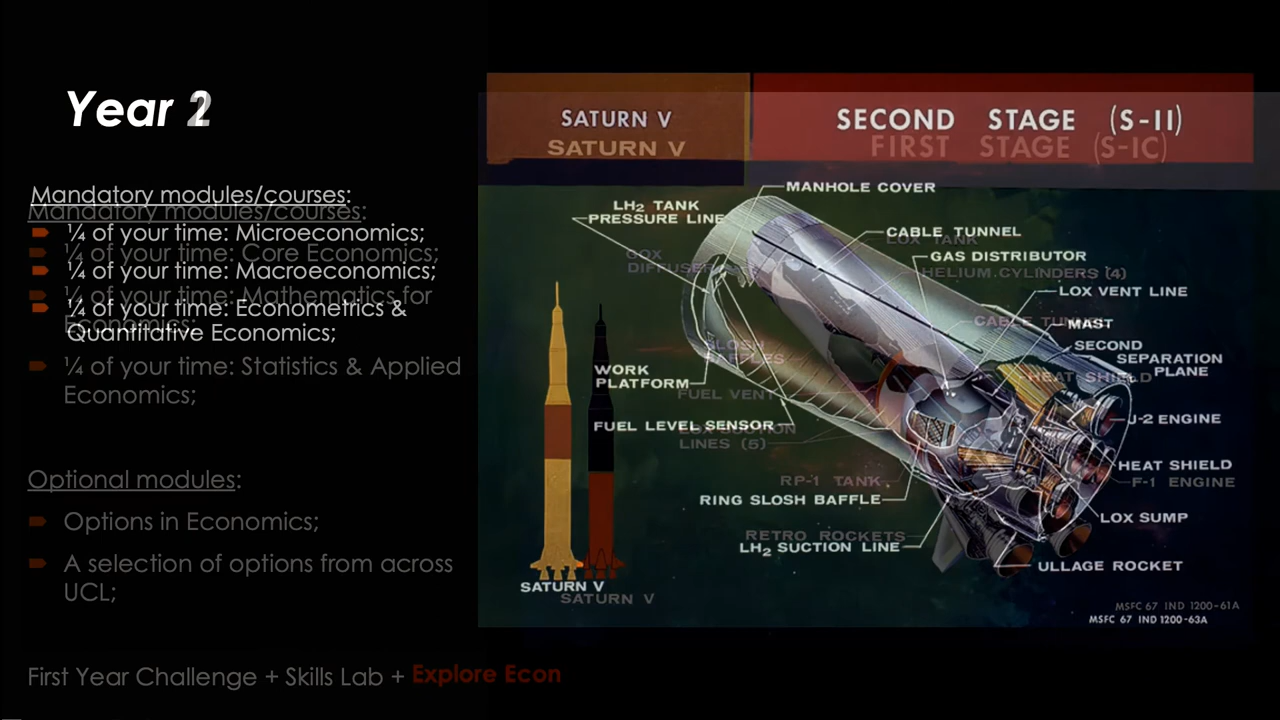 Year 2
Mandatory modules/courses:
Mandatory modules/courses:
¼ of your time: Microeconomics;
¼ of your time: Core Economics;
¼ of your time: Macroeconomics;
¼ of your time: Mathematics for
Economics;
¼ of your time: Econometrics &
Quantitative Economics;
¼ of your time: Statistics & Applied
Economics;
Optional modules:
Options in Economics;
A selection of options from across
UCL;
First Year Challenge + Skills Lab + Explore Econ
SATURN V
SATURN V
SECOND STAGE (S-II)
FIRST STAGE (S-IC)
MANHOLE COVER
LH2 TANK
PRESSURE LINE
CABLE TUNNEL
LOX TANK
GAS DISTRIBUTOR
DIFFUSER
HELIUM CYLINDERS (4)
LOX VENT LINE
CABLE TUNNEL
MAST
SECOND
SEPARATION
PLANE
SLOSH
BAFFLES
WORK
PLATFORM
HEAT SHIELD
FUEL VENT
J-2 ENGINE
FUEL LEVEL SENSOR
LOX SUCTION
LINES (5)
HEAT SHIELD
RP-1 TANK
F-1 ENGINE
RING SLOSH BAFFLE
LOX SUMP
RETRO ROCKETS
LH2 SUCTION LINE
ULLAGE ROCKET
SATURN V
SATURN V
MSFC 67 IND 1200-61A
MSFC 67 IND 1200-63A